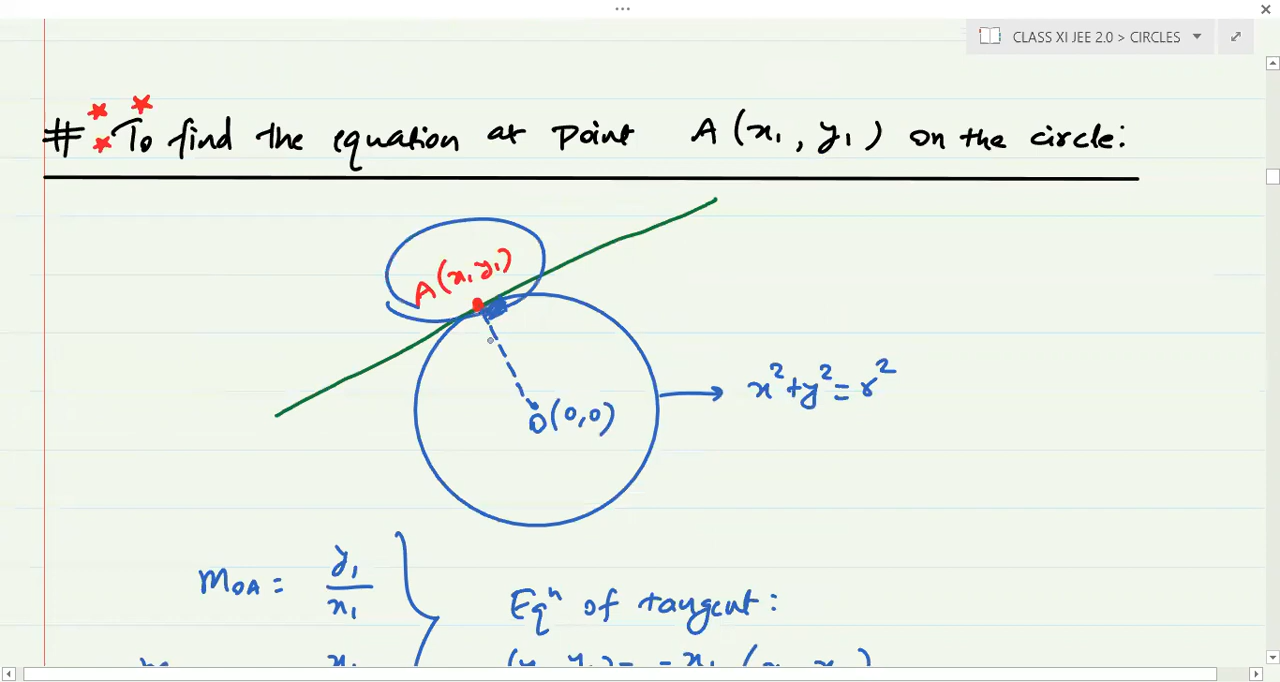 CLASS XI JEE 2.0 > CIRCLES
# To find the equation at point A(x₁, y₁) on the circle:
A(x₁,y₁)
x²+y²=r²
O(0,0)
m_OA = y₁/x₁
Eqⁿ of tangent: